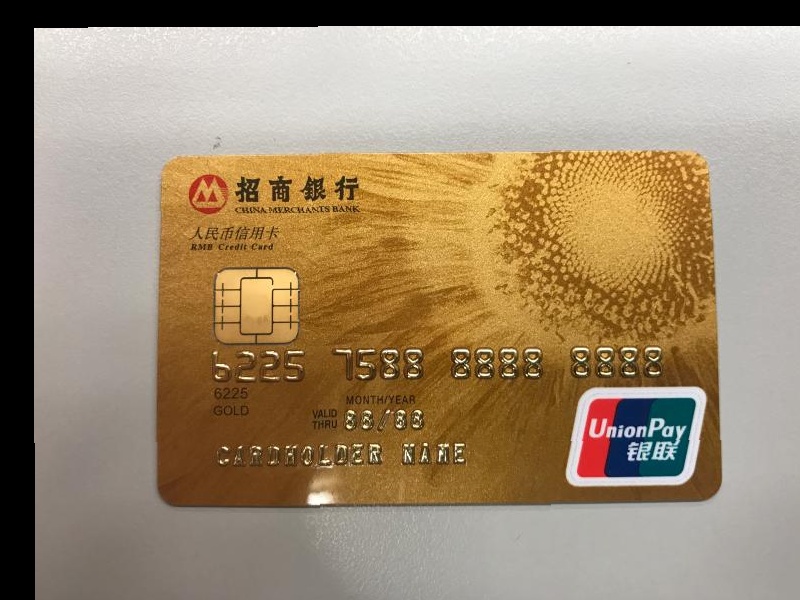 招商銀行
CHINA MERCHANTS BANK
人民币信用卡
RMB Credit Card
6225 7588 8888 8888
6225
GOLD
MONTH/YEAR
VALID THRU 88/88
CARDHOLDER NAME
UnionPay
银联